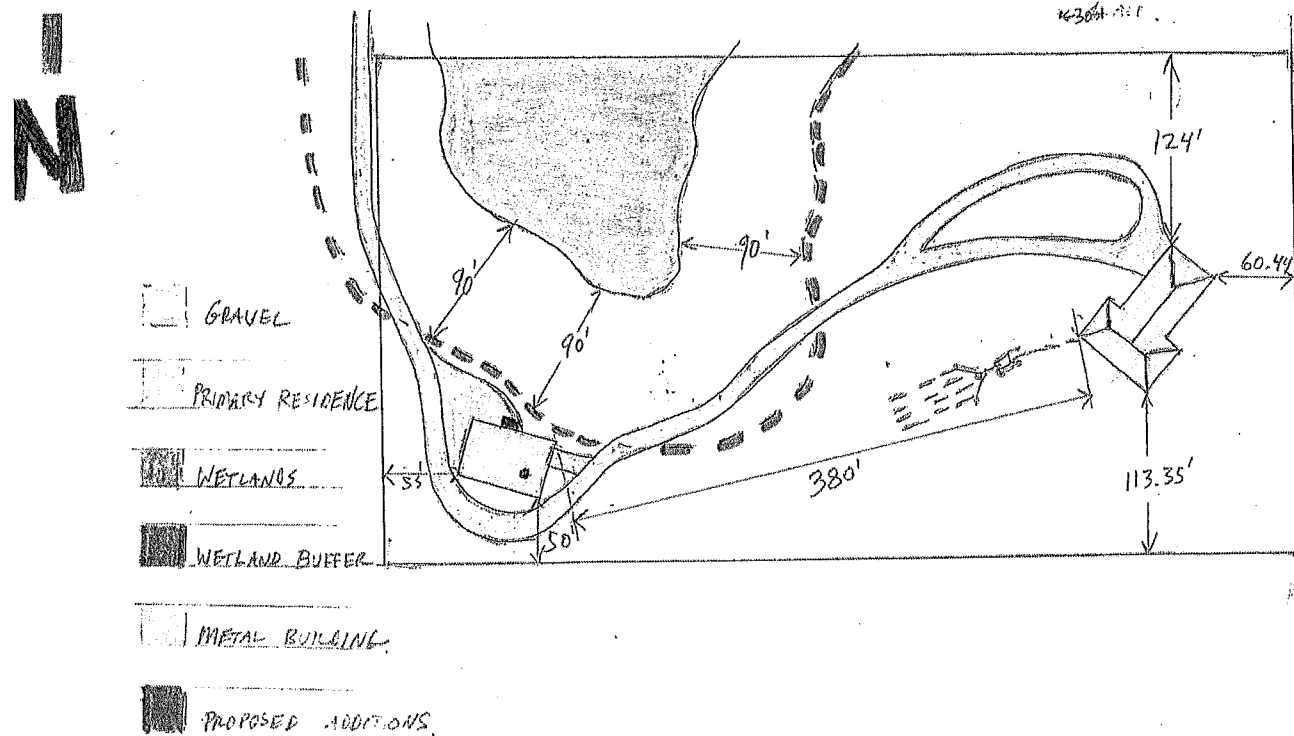 N
124'
90'
60.44
90'
GRAVEL
90'
PRIMARY RESIDENCE
WETLANDS
55'
380'
113.35'
50'
WETLAND BUFFER
METAL BUILDING
PROPOSED ADDITIONS